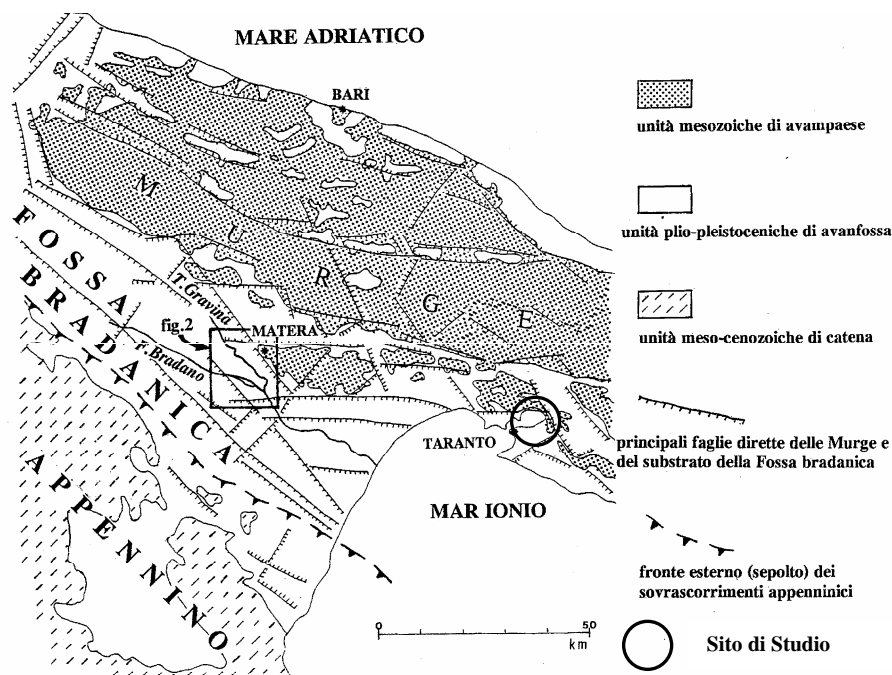 MARE ADRIATICO
BARI
MURGE
FOSSA
BRADANICA
T.Gravina
MATERA
fig.2
F.Bradano
TARANTO
APPENNINO
MAR IONIO
0 50
km
unità mesozoiche di avampaese
unità plio-pleistoceniche di avanfossa
unità meso-cenozoiche di catena
principali faglie dirette delle Murge e
del substrato della Fossa bradanica
fronte esterno (sepolto) dei
sovrascorrimenti appenninici
Sito di Studio